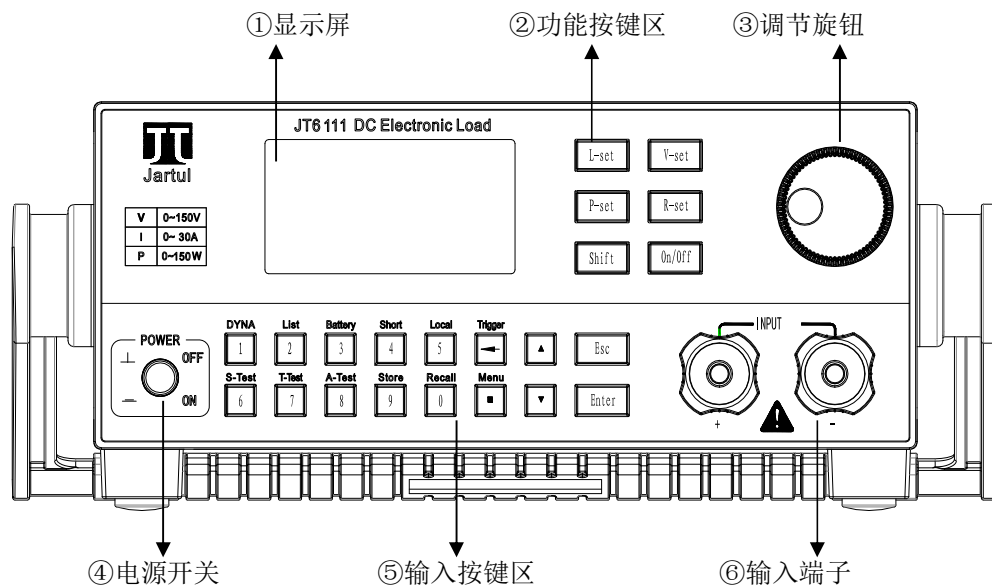 ①显示屏
②功能按键区
③调节旋钮
JT6111 DC Electronic Load
JT
Jartul
V 0~150V
I 0~30A
P 0~150W
L-set V-set
P-set R-set
Shift On/Off
POWER
OFF
ON
DYNA List Battery Short Local Trigger
1 2 3 4 5 ◄ ▲ Esc
S-Test T-Test A-Test Store Recall Menu
6 7 8 9 0 ■ ▼ Enter
INPUT
+ -
④电源开关
⑤输入按键区
⑥输入端子